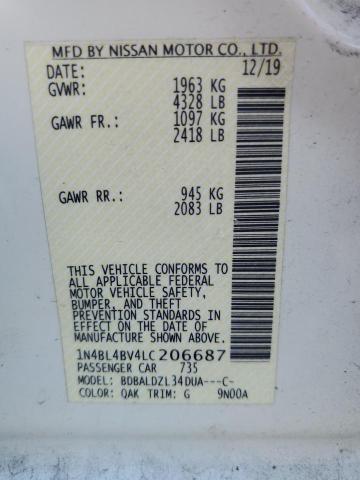 MFD BY NISSAN MOTOR CO., LTD.
DATE: 12/19
GVWR: 1963 KG
4328 LB
GAWR FR.: 1097 KG
2418 LB
GAWR RR.: 945 KG
2083 LB
THIS VEHICLE CONFORMS TO
ALL APPLICABLE FEDERAL
MOTOR VEHICLE SAFETY,
BUMPER, AND THEFT
PREVENTION STANDARDS IN
EFFECT ON THE DATE OF
MANUFACTURE SHOWN ABOVE.
1N4BL4BV4LC206687
PASSENGER CAR 735
MODEL: BDBALDZL34DUA---C-
COLOR: QAK TRIM: G 9N00A